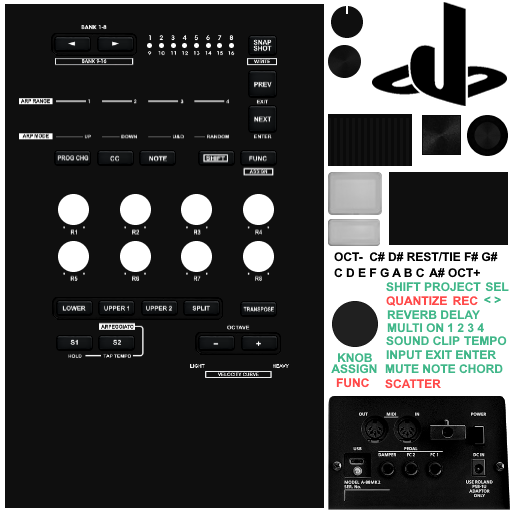 BANK 1-8
1 2 3 4 5 6 7 8
9 10 11 12 13 14 15 16
SNAP
SHOT
BANK 9-16
WRITE
PREV
EXIT
ARP RANGE 1 2 3 4
NEXT
ARP MODE UP DOWN U&D RANDOM ENTER
PROG CHG CC NOTE SHIFT FUNC
ASSIGN
R1 R2 R3 R4
R5 R6 R7 R8
LOWER UPPER 1 UPPER 2 SPLIT TRANSPOSE
ARPEGGIATO OCTAVE
S1 S2 - +
HOLD TAP TEMPO
LIGHT HEAVY
VELOCITY CURVE
OCT- C# D# REST/TIE F# G#
C D E F G A B C A# OCT+
SHIFT PROJECT SEL
QUANTIZE REC < >
REVERB DELAY
MULTI ON 1 2 3 4
SOUND CLIP TEMPO
KNOB INPUT EXIT ENTER
ASSIGN MUTE NOTE CHORD
FUNC SCATTER
OUT MIDI IN POWER
USB PEDAL
DAMPER FC 2 FC 1 DC IN
MODEL A-88MK2
SER. No.
USE ROLAND
PSB-1U
ADAPTOR
ONLY